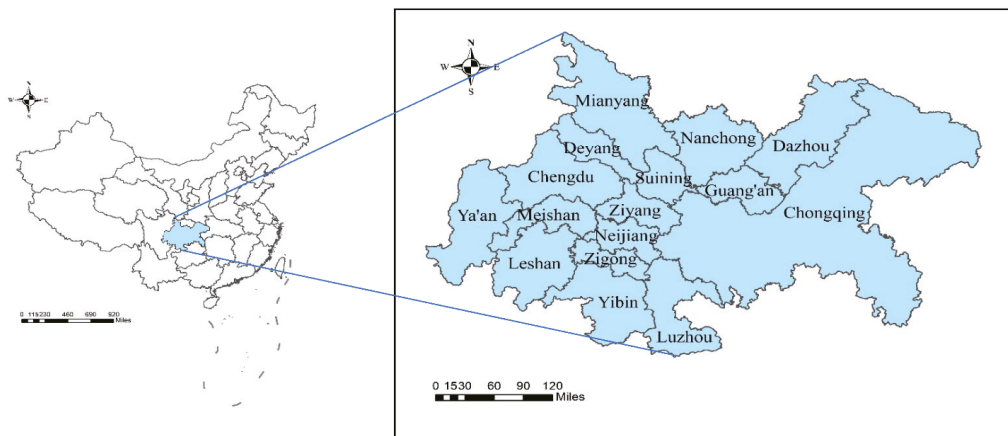 N
W E
S
0 115230 460 690 920
Miles
N
W E
S
Mianyang
Nanchong
Deyang
Dazhou
Chengdu
Suining
Guang'an
Ya'an
Meishan
Ziyang
Chongqing
Neijiang
Leshan
Zigong
Yibin
Luzhou
0 1530 60 90 120
Miles